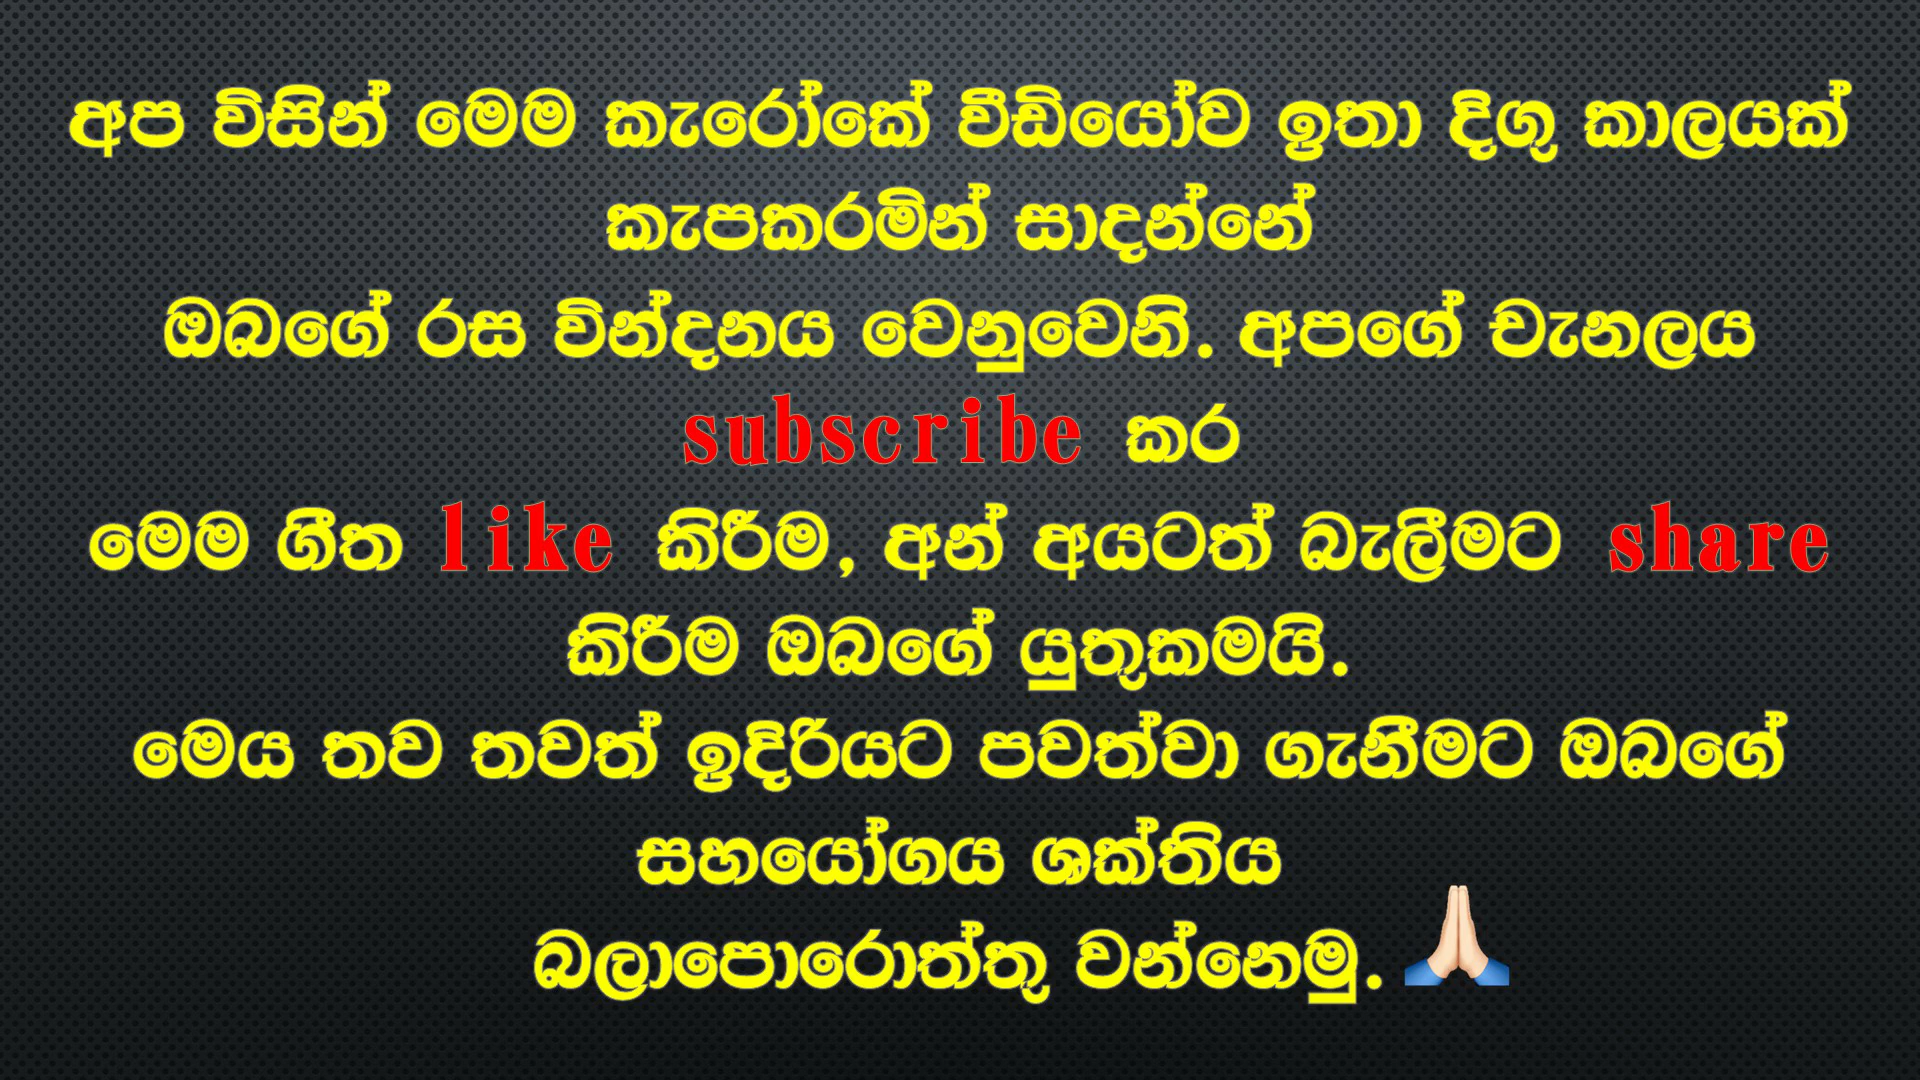 අප විසින් මෙම කැරෝකේ වීඩියෝව ඉතා දිගු කාලයක්
කැපකරමින් සාදන්නේ
ඔබගේ රස වින්දනය වෙනුවෙනි. අපගේ චැනලය
subscribe කර
මෙම ගීත like කිරීම, අන් අයටත් බැලීමට share
කිරීම ඔබගේ යුතුකමයි.
මෙය තව තවත් ඉදිරියට පවත්වා ගැනීමට ඔබගේ
සහයෝගය ශක්තිය
බලාපොරොත්තු වන්නෙමු.🙏🏻